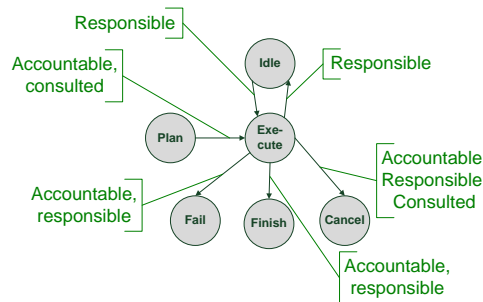 Responsible
Idle
Responsible
Accountable,
consulted
Plan
Exe-
cute
Accountable
Responsible
Consulted
Accountable,
responsible
Fail
Finish
Cancel
Accountable,
responsible